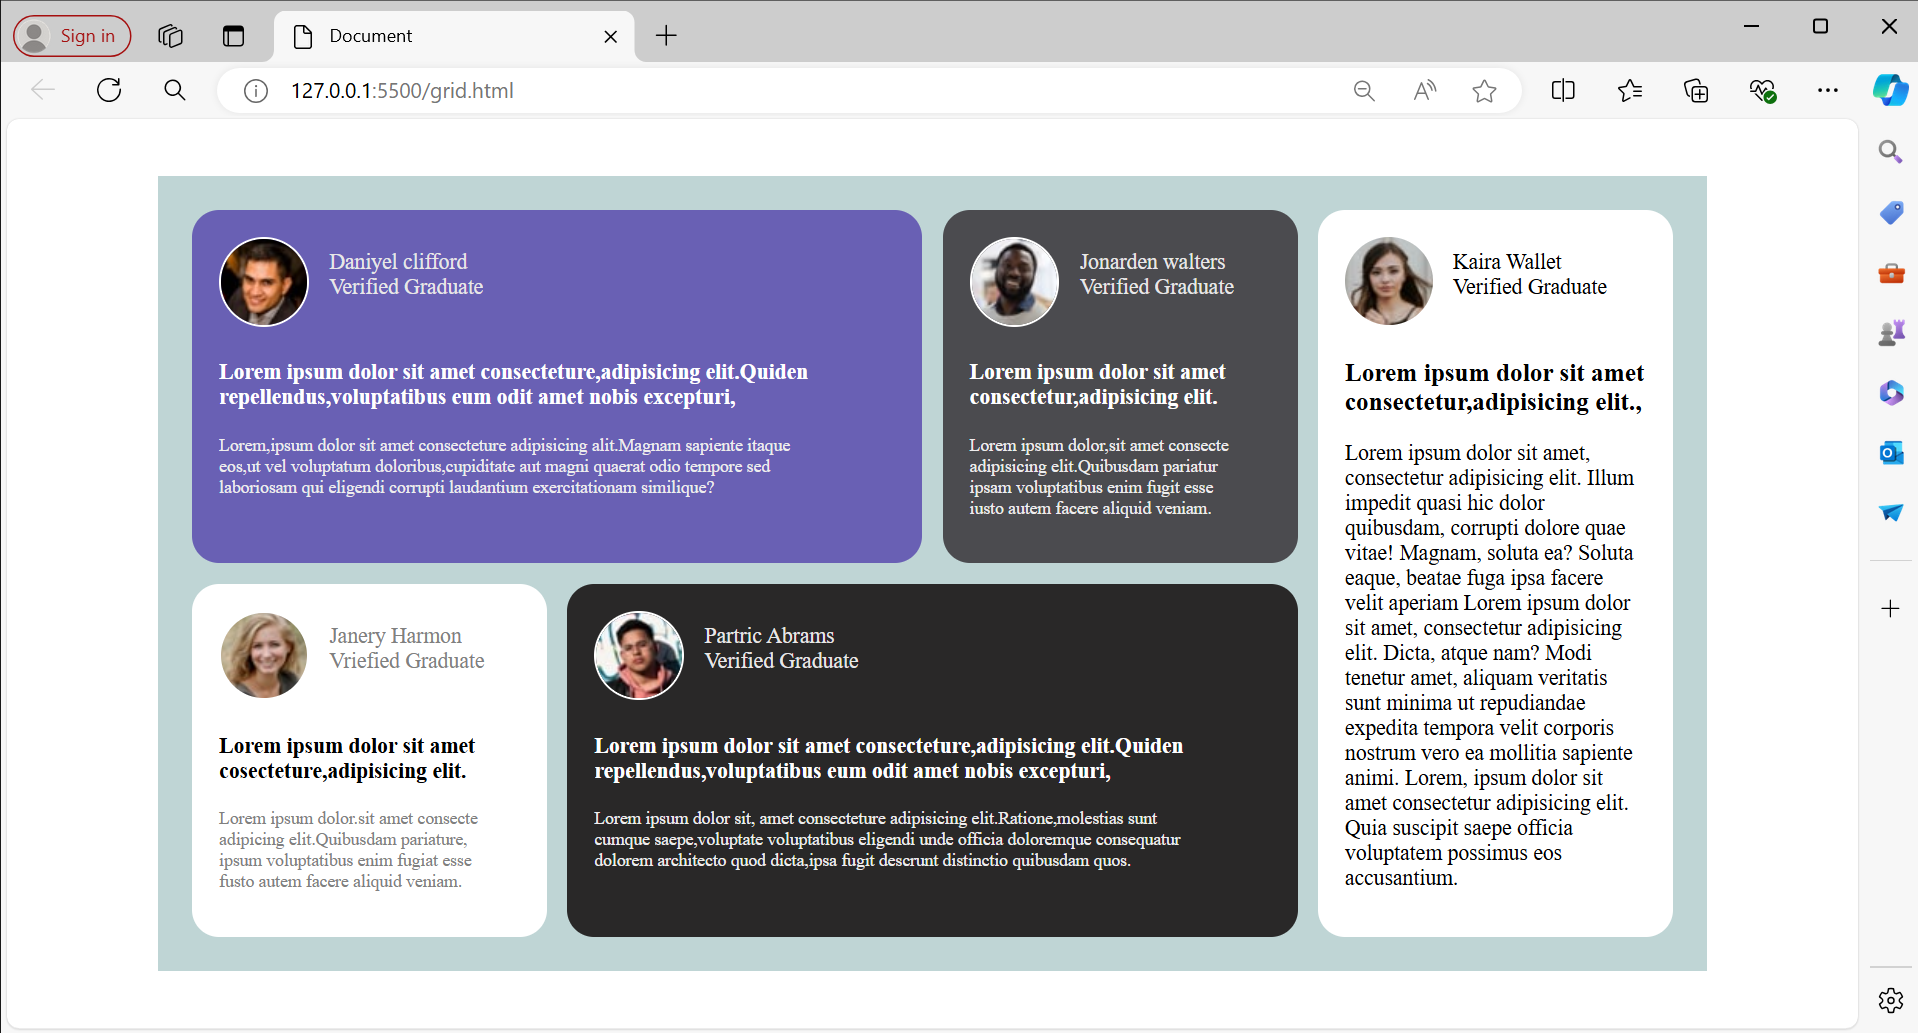 Sign in
Document
127.0.0.1:5500/grid.html
Daniyel clifford
Verified Graduate
Lorem ipsum dolor sit amet consecteture,adipisicing elit.Quiden
repellendus,voluptatibus eum odit amet nobis excepturi,
Lorem,ipsum dolor sit amet consecteture adipisicing alit.Magnam sapiente itaque
eos,ut vel voluptatum doloribus,cupiditate aut magni quaerat odio tempore sed
laboriosam qui eligendi corrupti laudantium exercitationam similique?
Jonarden walters
Verified Graduate
Lorem ipsum dolor sit amet
consectetur,adipisicing elit.
Lorem ipsum dolor,sit amet consecte
adipisicing elit.Quibusdam pariatur
ipsam voluptatibus enim fugit esse
iusto autem facere aliquid veniam.
Kaira Wallet
Verified Graduate
Lorem ipsum dolor sit amet
consectetur,adipisicing elit.,
Lorem ipsum dolor sit amet,
consectetur adipisicing elit. Illum
impedit quasi hic dolor
quibusdam, corrupti dolore quae
vitae! Magnam, soluta ea? Soluta
eaque, beatae fuga ipsa facere
velit aperiam Lorem ipsum dolor
sit amet, consectetur adipisicing
elit. Dicta, atque nam? Modi
tenetur amet, aliquam veritatis
sunt minima ut repudiandae
expedita tempora velit corporis
nostrum vero ea mollitia sapiente
animi. Lorem, ipsum dolor sit
amet consectetur adipisicing elit.
Quia suscipit saepe officia
voluptatem possimus eos
accusantium.
Janery Harmon
Vriefied Graduate
Lorem ipsum dolor sit amet
cosecteture,adipisicing elit.
Lorem ipsum dolor.sit amet consecte
adipicing elit.Quibusdam pariature,
ipsum voluptatibus enim fugiat esse
fusto autem facere aliquid veniam.
Partric Abrams
Verified Graduate
Lorem ipsum dolor sit amet consecteture,adipisicing elit.Quiden
repellendus,voluptatibus eum odit amet nobis excepturi,
Lorem ipsum dolor sit, amet consecteture adipisicing elit.Ratione,molestias sunt
cumque saepe,voluptate voluptatibus eligendi unde officia doloremque consequatur
dolorem architecto quod dicta,ipsa fugit descrunt distinctio quibusdam quos.